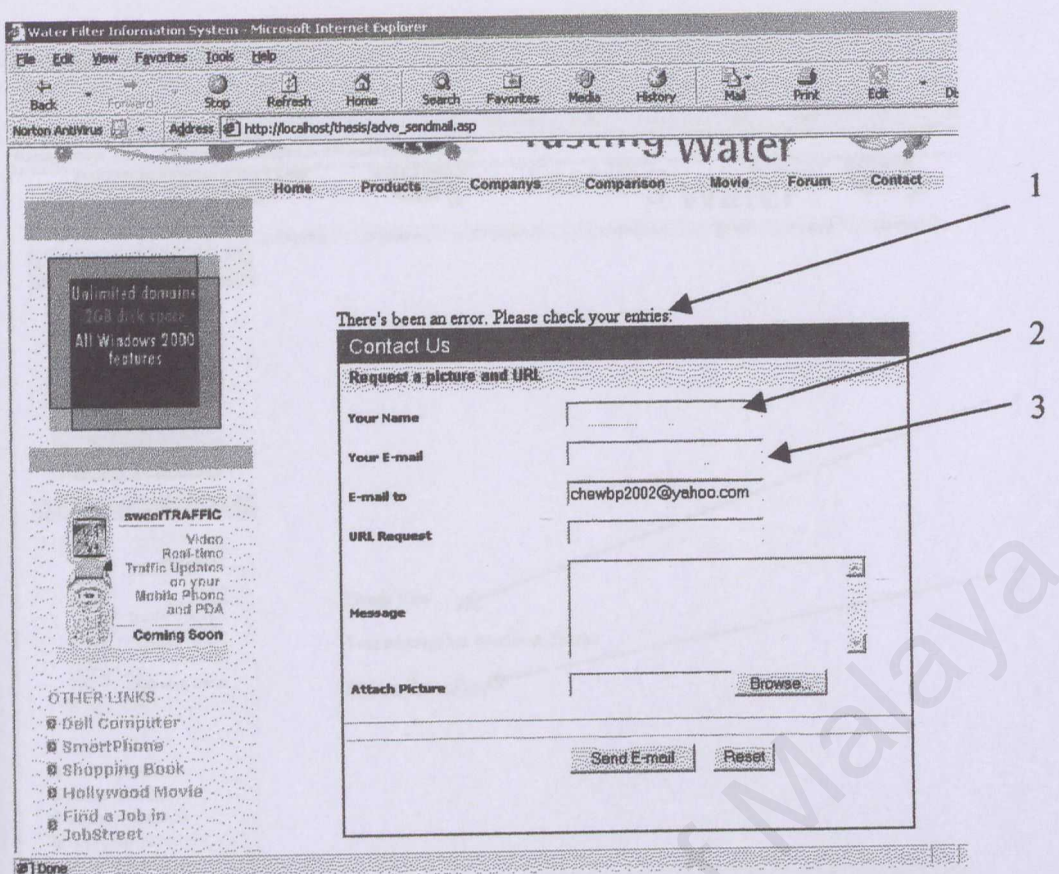 Water Filter Information System - Microsoft Internet Explorer
File Edit View Favorites Tools Help
Back Forward Stop Refresh Home Search Favorites Media History Mail Print Edit
Norton AntiVirus Address http://localhost/thesis/adve_sendmail.asp
Tasting Water
Home Products Companys Comparison Movie Forum Contact
1
Unlimited domains
2GB disk space
All Windows 2000
features
There's been an error. Please check your entries:
Contact Us
2
Request a picture and URL
3
Your Name
Your E-mail
E-mail to chewbp2002@yahoo.com
URL Request
sweetTRAFFIC
Video
Real-time
Traffic Updates
on your
Mobile Phone
and PDA
Coming Soon
Message
Attach Picture Browse...
Send E-mail Reset
OTHER LINKS
Dell Computer
SmartPhone
Shopping Book
Hollywood Movie
Find a Job in
JobStreet
Done
Malaya